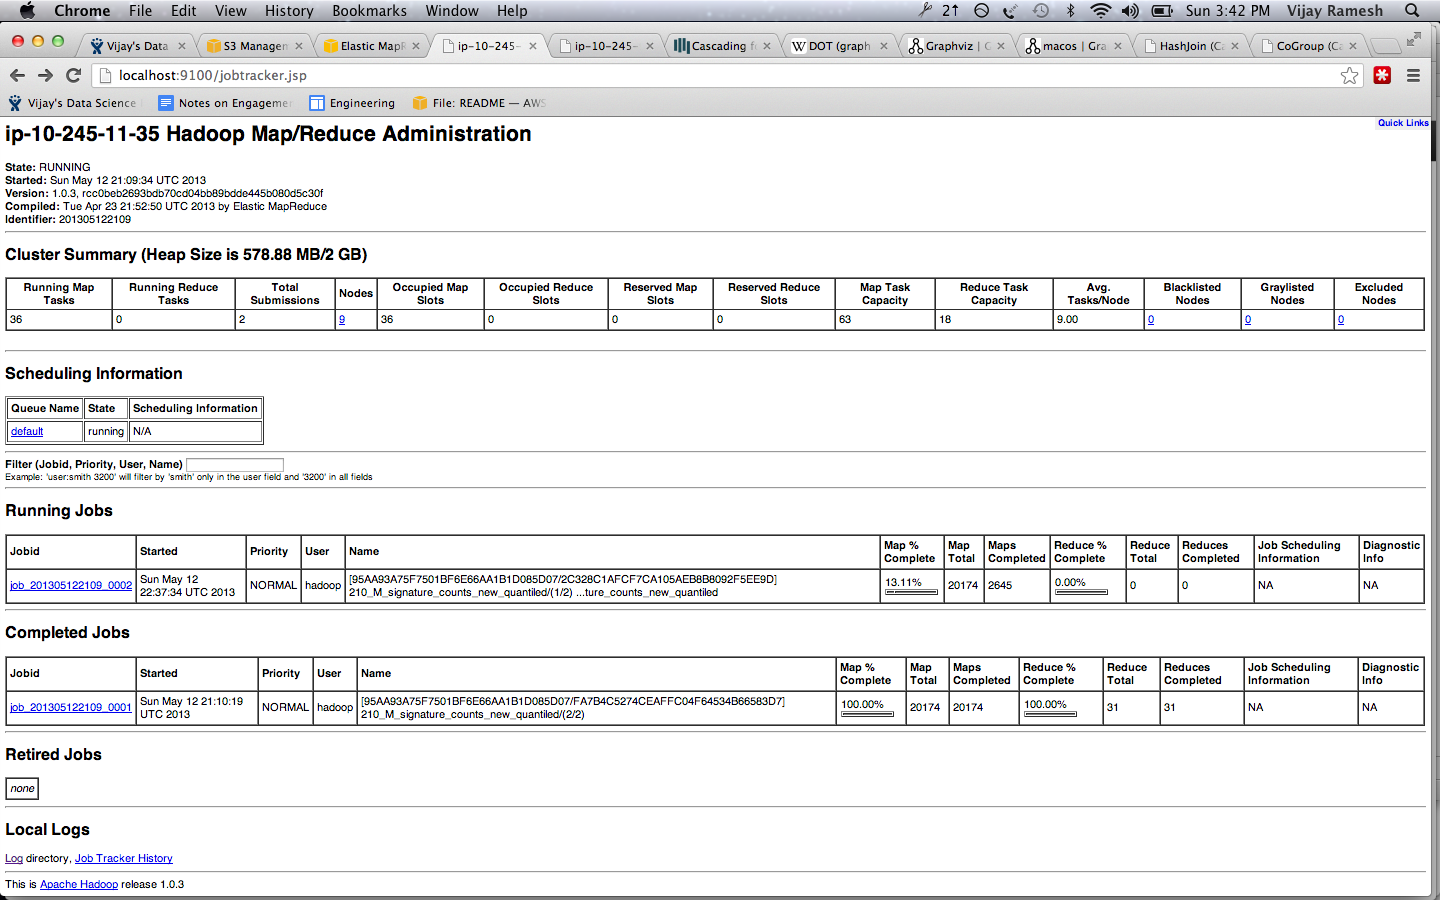 Chrome File Edit View History Bookmarks Window Help 2↑ Sun 3:42 PM Vijay Ramesh
Vijay's Data S3 Managem Elastic MapR ip-10-245- ip-10-245- Cascading f DOT (graph Graphviz | G macos | Gra HashJoin (Ca CoGroup (Ca
localhost:9100/jobtracker.jsp
Vijay's Data Science Notes on Engageme Engineering File: README — AWS
Quick Links
ip-10-245-11-35 Hadoop Map/Reduce Administration
State: RUNNING
Started: Sun May 12 21:09:34 UTC 2013
Version: 1.0.3, rcc0beb2693bdb70cd04bb89bdde445b080d5c30f
Compiled: Tue Apr 23 21:52:50 UTC 2013 by Elastic MapReduce
Identifier: 201305122109
Cluster Summary (Heap Size is 578.88 MB/2 GB)
Running Map Tasks Running Reduce Tasks Total Submissions Nodes Occupied Map Slots Occupied Reduce Slots Reserved Map Slots Reserved Reduce Slots Map Task Capacity Reduce Task Capacity Avg. Tasks/Node Blacklisted Nodes Graylisted Nodes Excluded Nodes
36 0 2 9 36 0 0 0 63 18 9.00 0 0 0
Scheduling Information
Queue Name State Scheduling Information
default running N/A
Filter (Jobid, Priority, User, Name)
Example: 'user:smith 3200' will filter by 'smith' only in the user field and '3200' in all fields
Running Jobs
Jobid Started Priority User Name Map % Complete Map Total Maps Completed Reduce % Complete Reduce Total Reduces Completed Job Scheduling Information Diagnostic Info
job_201305122109_0002 Sun May 12 22:37:34 UTC 2013 NORMAL hadoop [95AA93A75F7501BF6E66AA1B1D085D07/2C328C1AFCF7CA105AEB8B8092F5EE9D] 210_M_signature_counts_new_quantiled/(1/2) ...ture_counts_new_quantiled 13.11% 20174 2645 0.00% 0 0 NA NA
Completed Jobs
Jobid Started Priority User Name Map % Complete Map Total Maps Completed Reduce % Complete Reduce Total Reduces Completed Job Scheduling Information Diagnostic Info
job_201305122109_0001 Sun May 12 21:10:19 UTC 2013 NORMAL hadoop [95AA93A75F7501BF6E66AA1B1D085D07/FA7B4C5274CEAFFC04F64534B66583D7] 210_M_signature_counts_new_quantiled/(2/2) 100.00% 20174 20174 100.00% 31 31 NA NA
Retired Jobs
none
Local Logs
Log directory, Job Tracker History
This is Apache Hadoop release 1.0.3